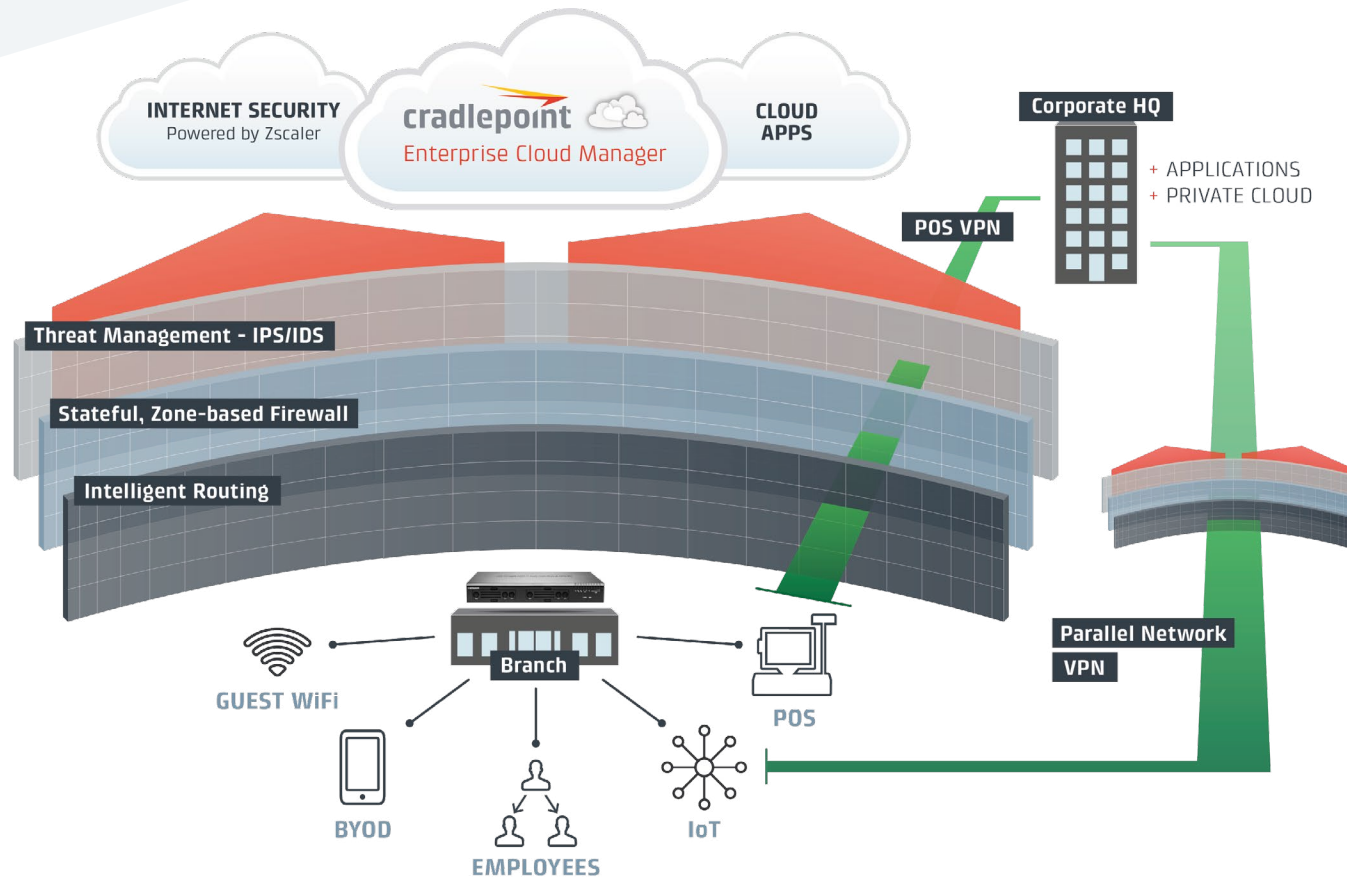 INTERNET SECURITY
Powered by Zscaler
cradlepoint
Enterprise Cloud Manager
CLOUD
APPS
Corporate HQ
+ APPLICATIONS
+ PRIVATE CLOUD
POS VPN
Threat Management - IPS/IDS
Stateful, Zone-based Firewall
Intelligent Routing
Branch
GUEST WiFi
POS
BYOD
EMPLOYEES
IoT
Parallel Network
VPN